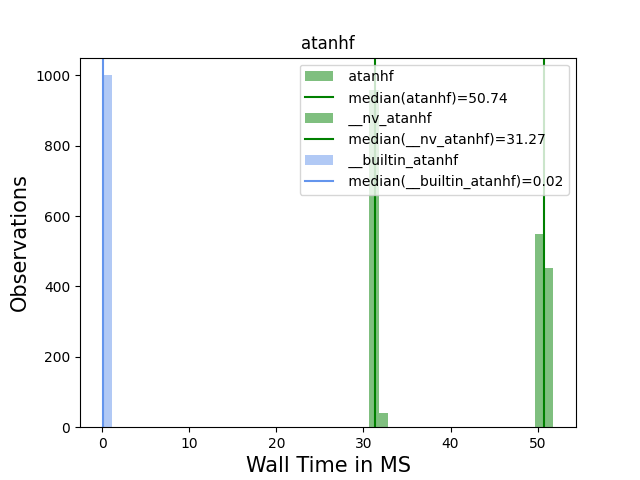 atanhf
atanhf
median(atanhf)=50.74
__nv_atanhf
median(__nv_atanhf)=31.27
__builtin_atanhf
median(__builtin_atanhf)=0.02
1000
800
600
400
200
0
Observations
0 10 20 30 40 50
Wall Time in MS